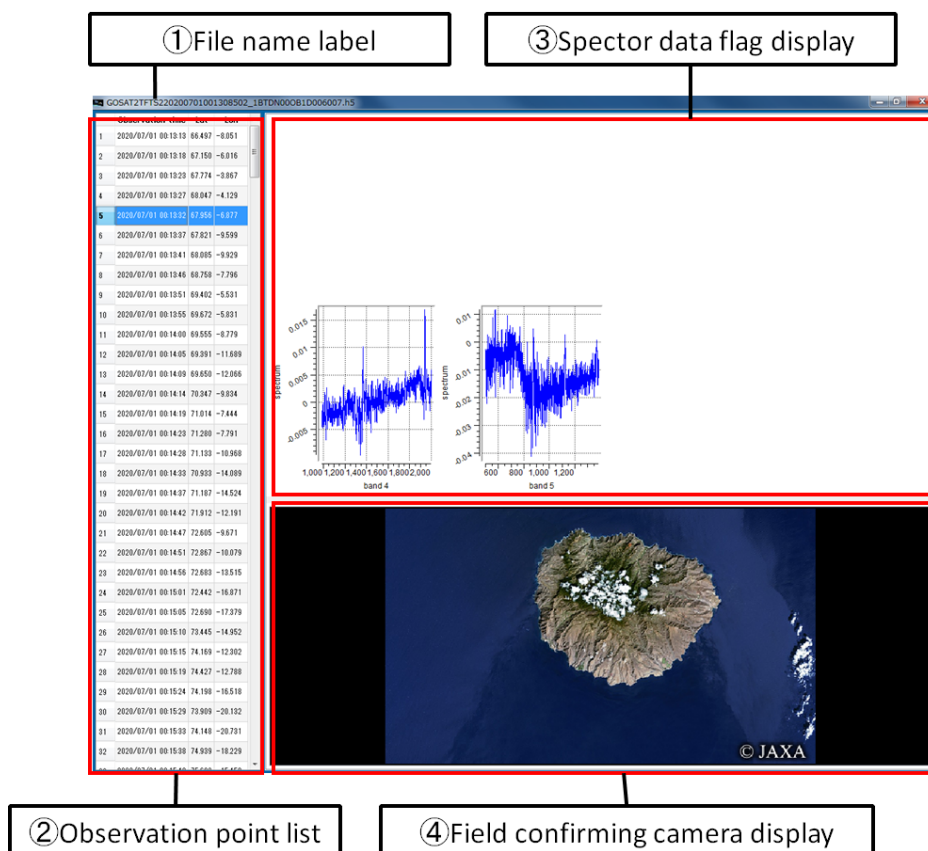 ①File name label
③Spector data flag display
GOSAT2TFTS220200701001308502_1BTDN00OB1D006007.h5
Observation time Lat Lon
1 2020/07/01 00:13:13 66.497 -8.051
2 2020/07/01 00:13:18 67.150 -6.016
3 2020/07/01 00:13:23 67.774 -3.867
4 2020/07/01 00:13:27 68.047 -4.129
5 2020/07/01 00:13:32 67.956 -6.877
6 2020/07/01 00:13:37 67.821 -9.599
7 2020/07/01 00:13:41 68.085 -9.929
8 2020/07/01 00:13:46 68.758 -7.796
9 2020/07/01 00:13:51 69.402 -5.531
10 2020/07/01 00:13:55 69.672 -5.831
11 2020/07/01 00:14:00 69.555 -8.779
12 2020/07/01 00:14:05 69.391 -11.689
13 2020/07/01 00:14:09 69.650 -12.066
14 2020/07/01 00:14:14 70.347 -9.834
15 2020/07/01 00:14:19 71.014 -7.444
16 2020/07/01 00:14:23 71.280 -7.791
17 2020/07/01 00:14:28 71.133 -10.968
18 2020/07/01 00:14:33 70.933 -14.089
19 2020/07/01 00:14:37 71.187 -14.524
20 2020/07/01 00:14:42 71.912 -12.191
21 2020/07/01 00:14:47 72.605 -9.671
22 2020/07/01 00:14:51 72.867 -10.079
23 2020/07/01 00:14:56 72.683 -13.515
24 2020/07/01 00:15:01 72.442 -16.871
25 2020/07/01 00:15:05 72.690 -17.379
26 2020/07/01 00:15:10 73.445 -14.952
27 2020/07/01 00:15:15 74.169 -12.302
28 2020/07/01 00:15:19 74.427 -12.788
29 2020/07/01 00:15:24 74.198 -16.518
30 2020/07/01 00:15:29 73.909 -20.132
31 2020/07/01 00:15:33 74.148 -20.731
32 2020/07/01 00:15:38 74.939 -18.229
0.015
0.01
0.005
0
-0.005
spectrum
1,000 1,200 1,400 1,600 1,800 2,000
band 4
0.01
0
-0.01
-0.02
-0.03
-0.04
spectrum
600 800 1,000 1,200
band 5
© JAXA
②Observation point list
④Field confirming camera display